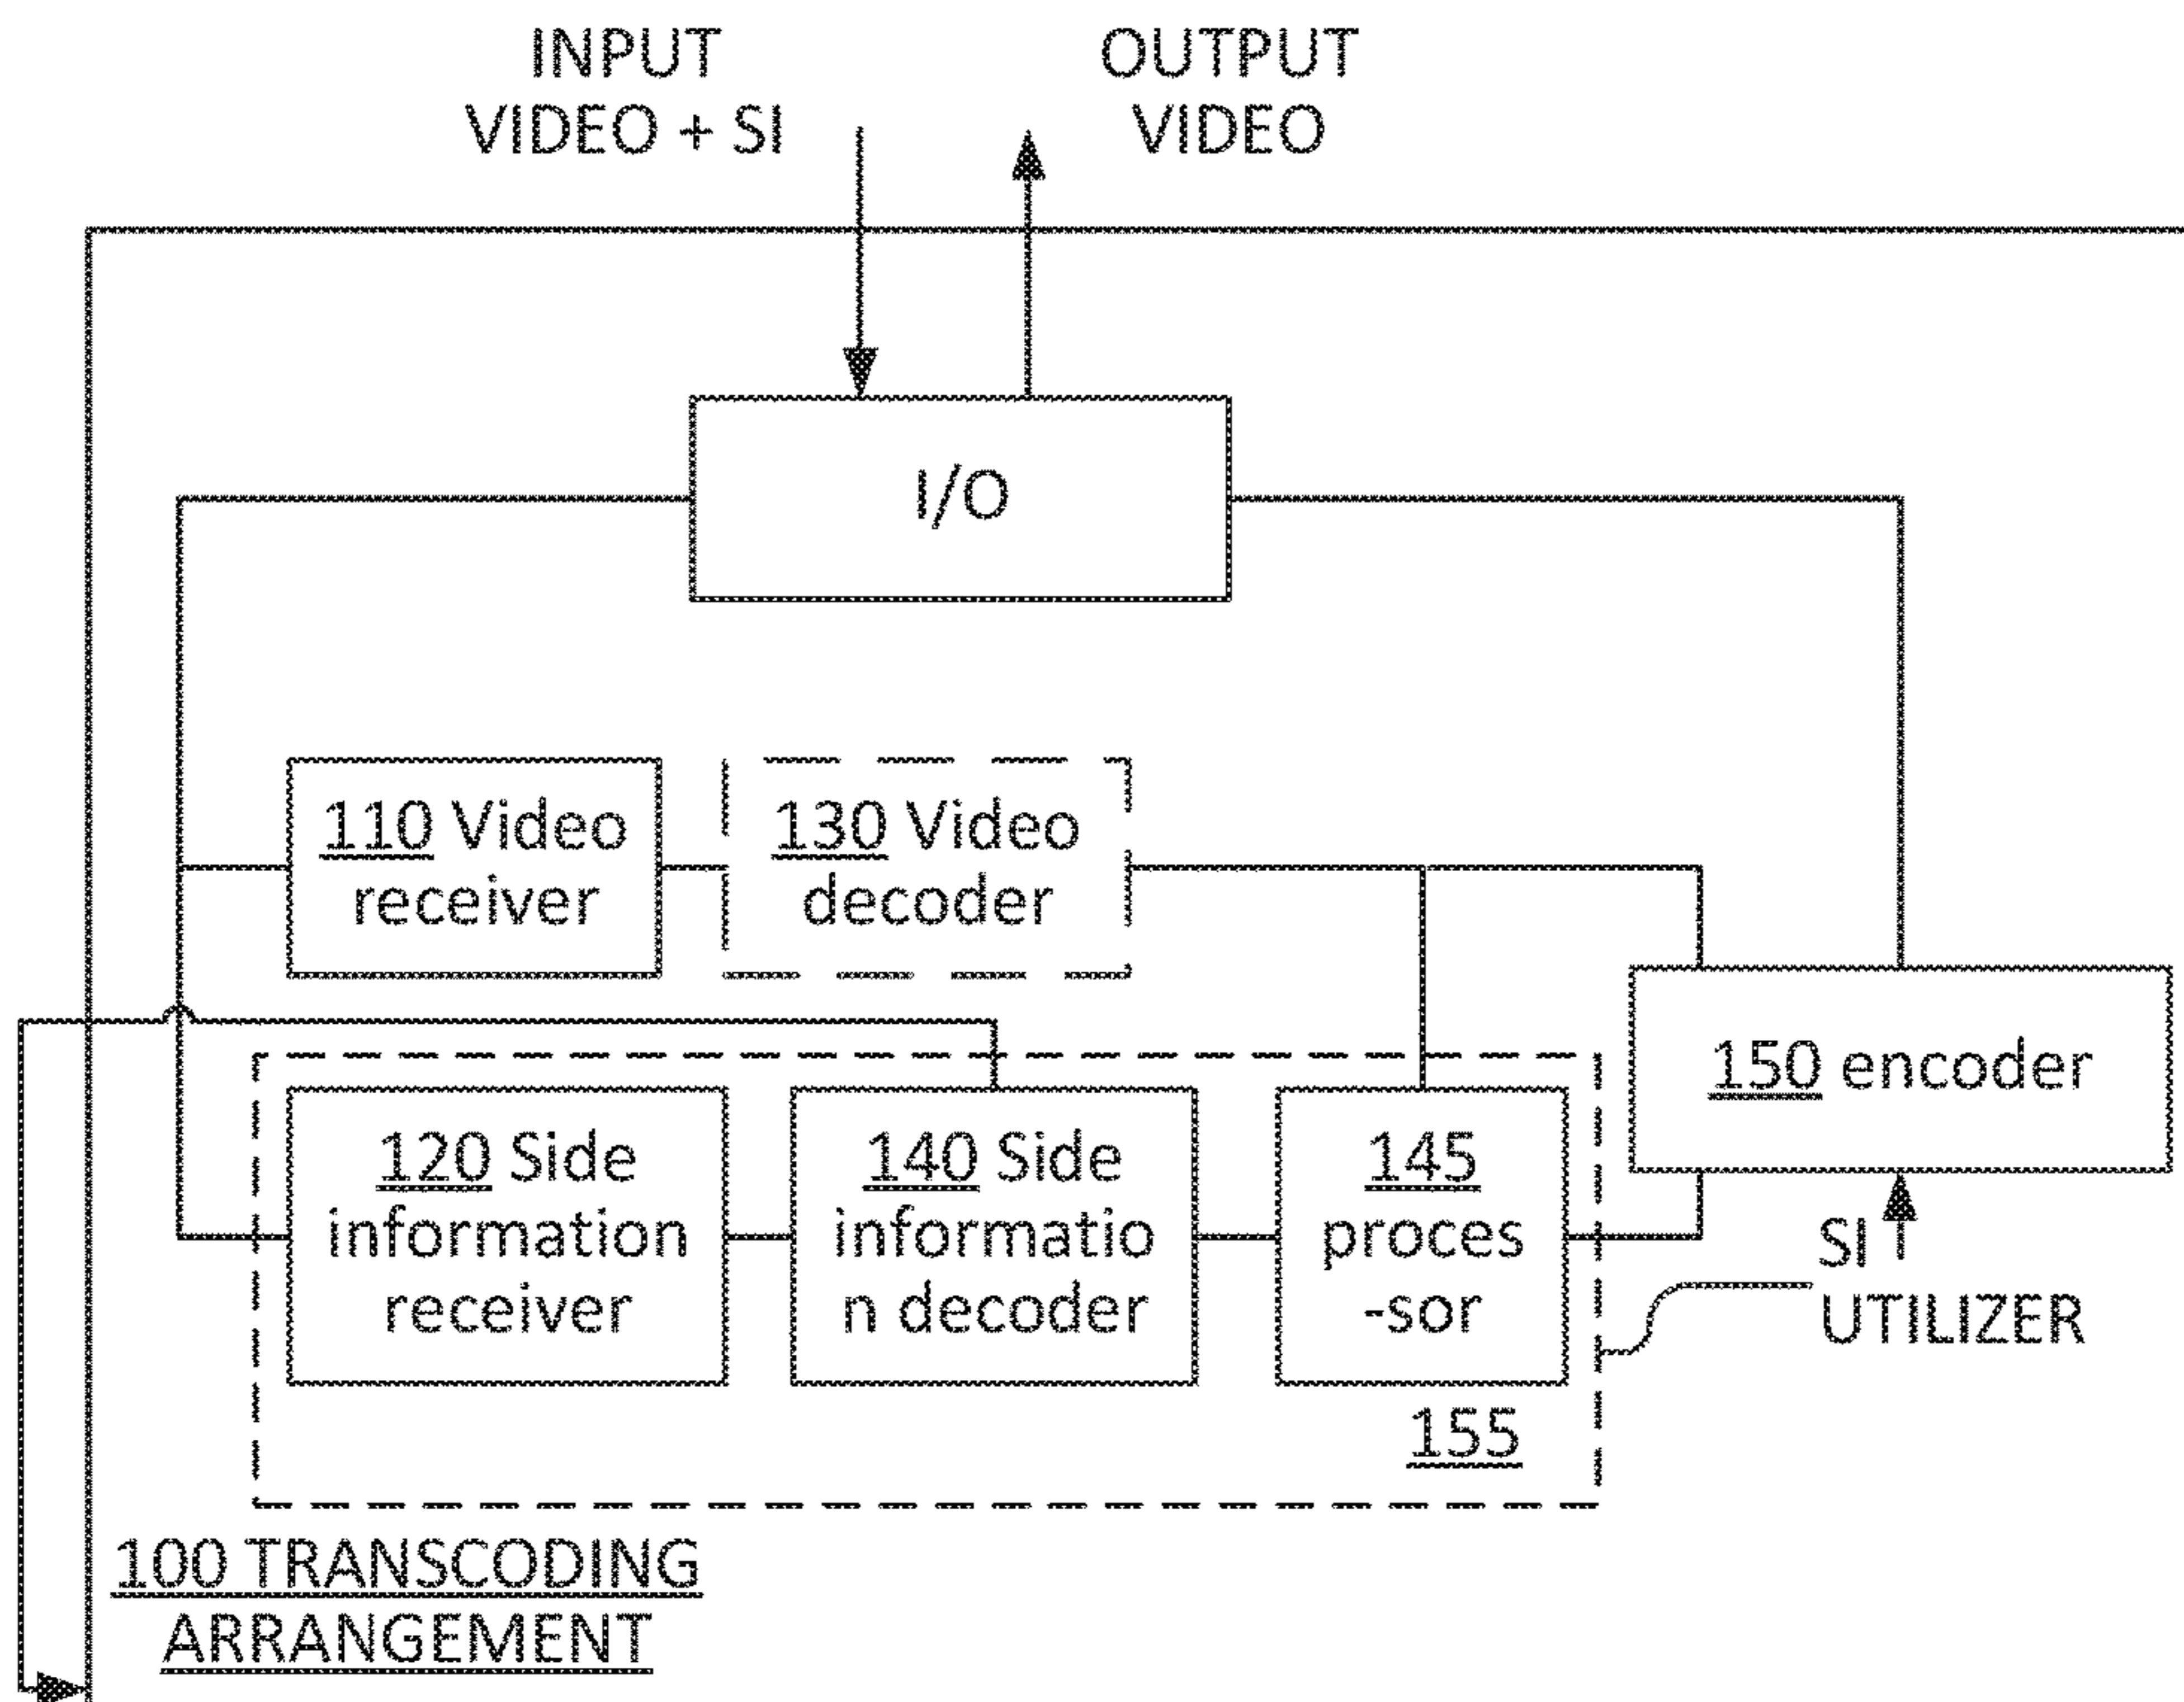 INPUT
VIDEO + SI
OUTPUT
VIDEO
I/O
110 Video
receiver
130 Video
decoder
150 encoder
120 Side
information
receiver
140 Side
informatio
n decoder
145
proces
-sor
SI
UTILIZER
155
100 TRANSCODING
ARRANGEMENT